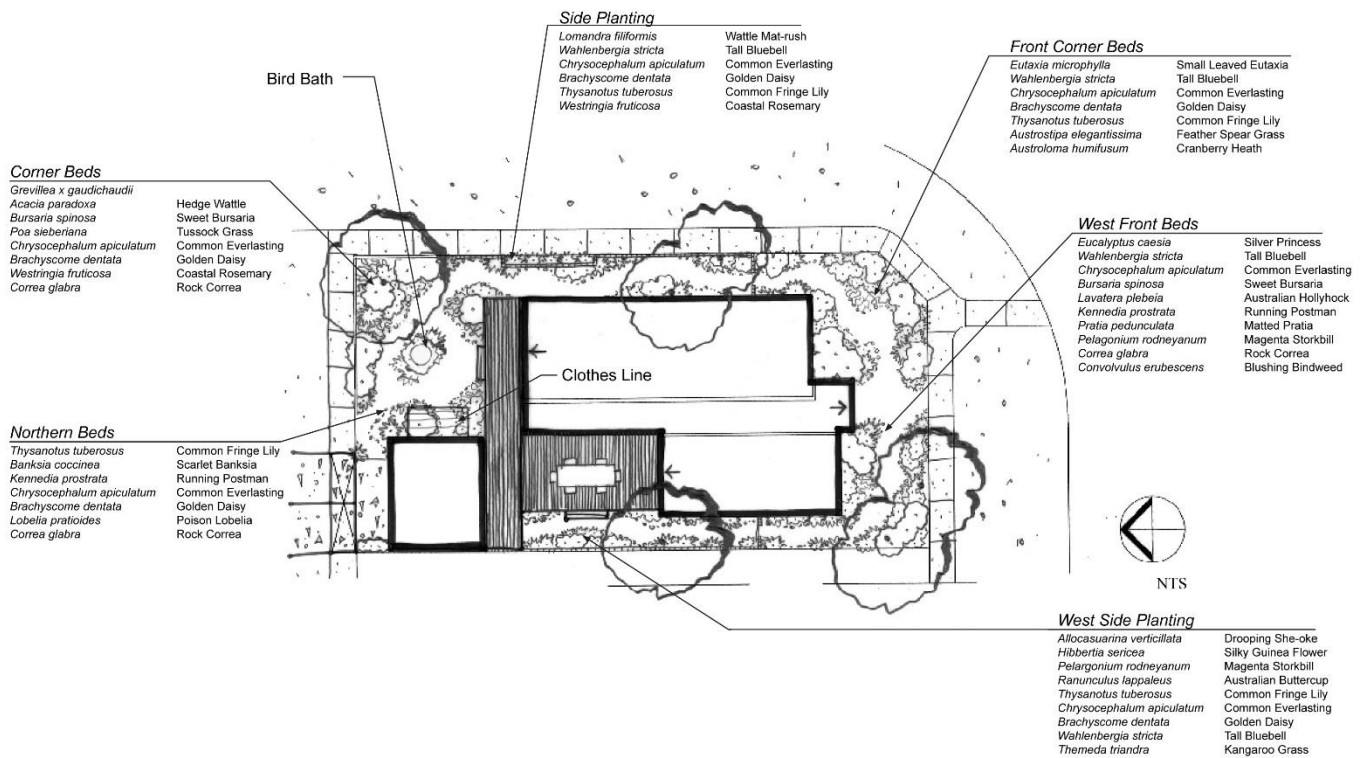 Side Planting
Lomandra filiformis Wattle Mat-rush
Wahlenbergia stricta Tall Bluebell
Chrysocephalum apiculatum Common Everlasting
Brachyscome dentata Golden Daisy
Thysanotus tuberosus Common Fringe Lily
Westringia fruticosa Coastal Rosemary
Front Corner Beds
Eutaxia microphylla Small Leaved Eutaxia
Wahlenbergia stricta Tall Bluebell
Chrysocephalum apiculatum Common Everlasting
Brachyscome dentata Golden Daisy
Thysanotus tuberosus Common Fringe Lily
Austrostipa elegantissima Feather Spear Grass
Austroloma humifusum Cranberry Heath
Bird Bath
Corner Beds
Grevillea x gaudichaudii
Acacia paradoxa Hedge Wattle
Bursaria spinosa Sweet Bursaria
Poa sieberiana Tussock Grass
Chrysocephalum apiculatum Common Everlasting
Brachyscome dentata Golden Daisy
Westringia fruticosa Coastal Rosemary
Correa glabra Rock Correa
West Front Beds
Eucalyptus caesia Silver Princess
Wahlenbergia stricta Tall Bluebell
Chrysocephalum apiculatum Common Everlasting
Bursaria spinosa Sweet Bursaria
Lavatera plebeia Australian Hollyhock
Kennedia prostrata Running Postman
Pratia pedunculata Matted Pratia
Pelagonium rodneyanum Magenta Storkbill
Correa glabra Rock Correa
Convolvulus erubescens Blushing Bindweed
Clothes Line
Northern Beds
Thysanotus tuberosus Common Fringe Lily
Banksia coccinea Scarlet Banksia
Kennedia prostrata Running Postman
Chrysocephalum apiculatum Common Everlasting
Brachyscome dentata Golden Daisy
Lobelia pratioides Poison Lobelia
Correa glabra Rock Correa
NTS
West Side Planting
Allocasuarina verticillata Drooping She-oke
Hibbertia sericea Silky Guinea Flower
Pelargonium rodneyanum Magenta Storkbill
Ranunculus lappaleus Australian Buttercup
Thysanotus tuberosus Common Fringe Lily
Chrysocephalum apiculatum Common Everlasting
Brachyscome dentata Golden Daisy
Wahlenbergia stricta Tall Bluebell
Themeda triandra Kangaroo Grass